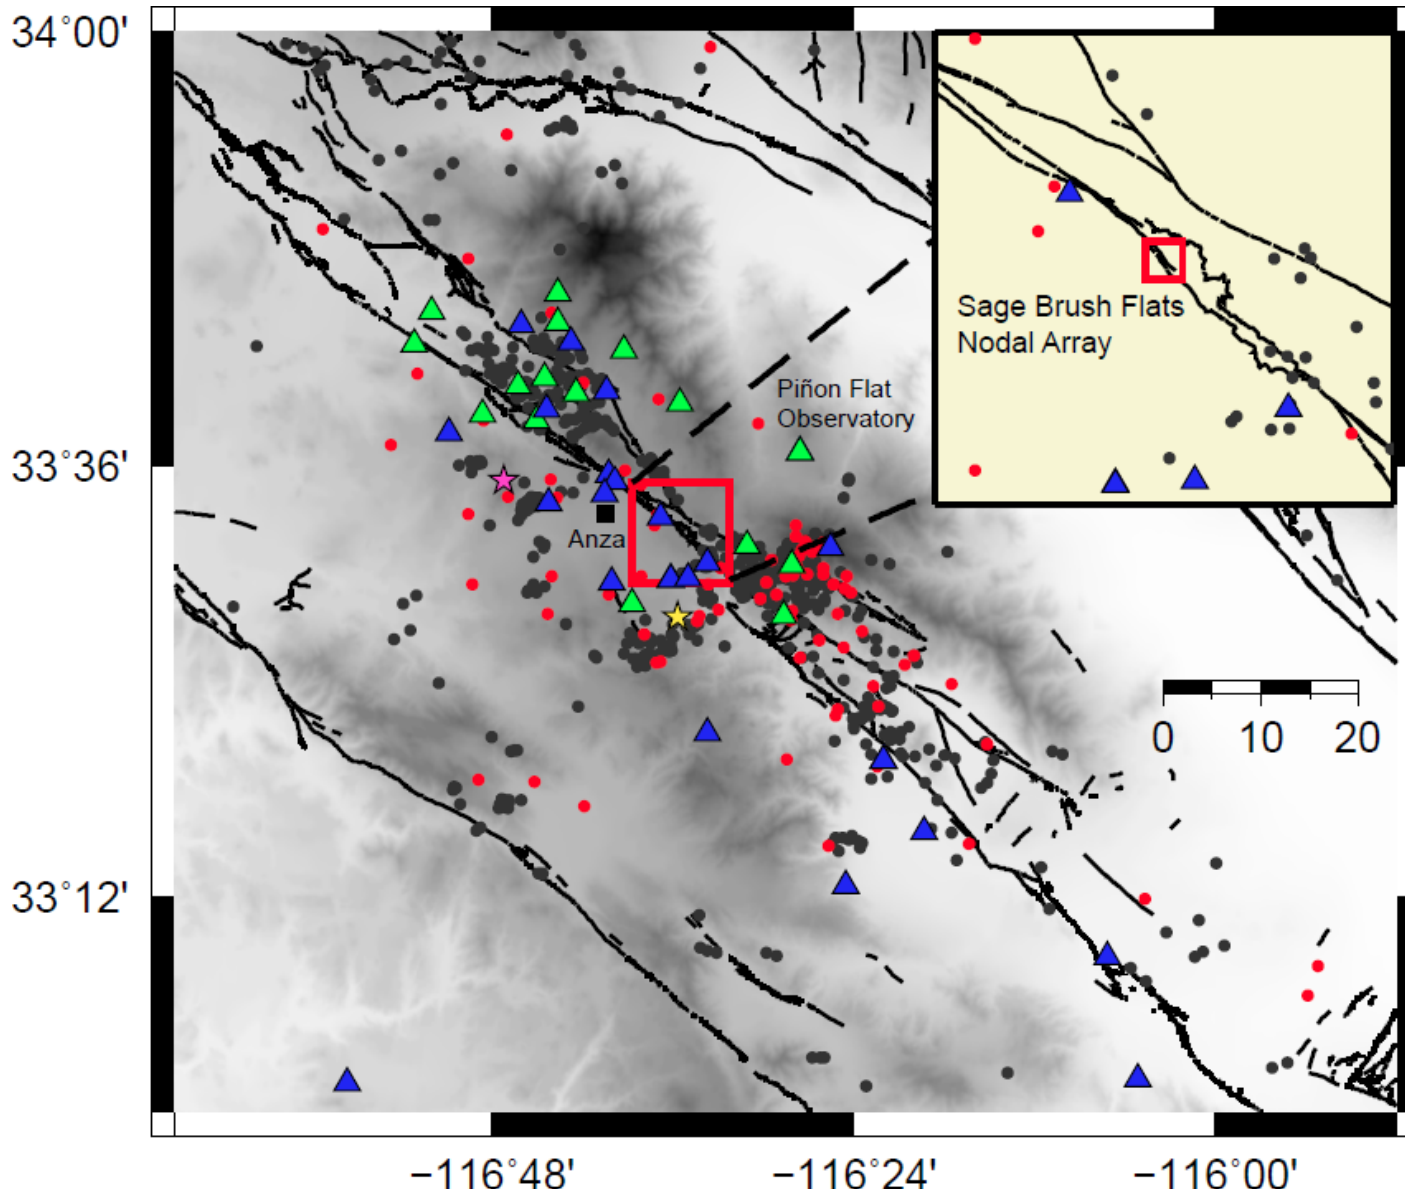 34°00'
Sage Brush Flats
Nodal Array
Piñon Flat
Observatory
33°36'
Anza
0 10 20
33°12'
−116°48' −116°24' −116°00'